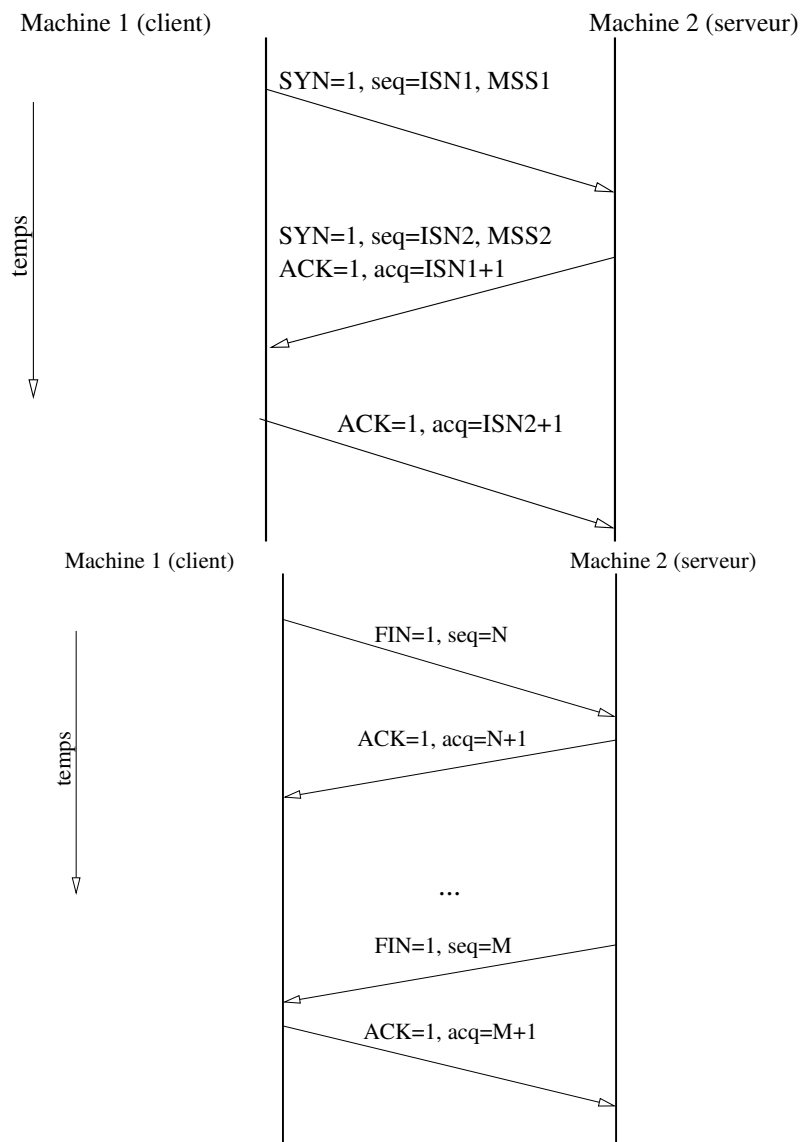 Machine 1 (client)
Machine 2 (serveur)
SYN=1, seq=ISN1, MSS1
temps
SYN=1, seq=ISN2, MSS2
ACK=1, acq=ISN1+1
ACK=1, acq=ISN2+1
Machine 1 (client)
Machine 2 (serveur)
FIN=1, seq=N
temps
ACK=1, acq=N+1
...
FIN=1, seq=M
ACK=1, acq=M+1